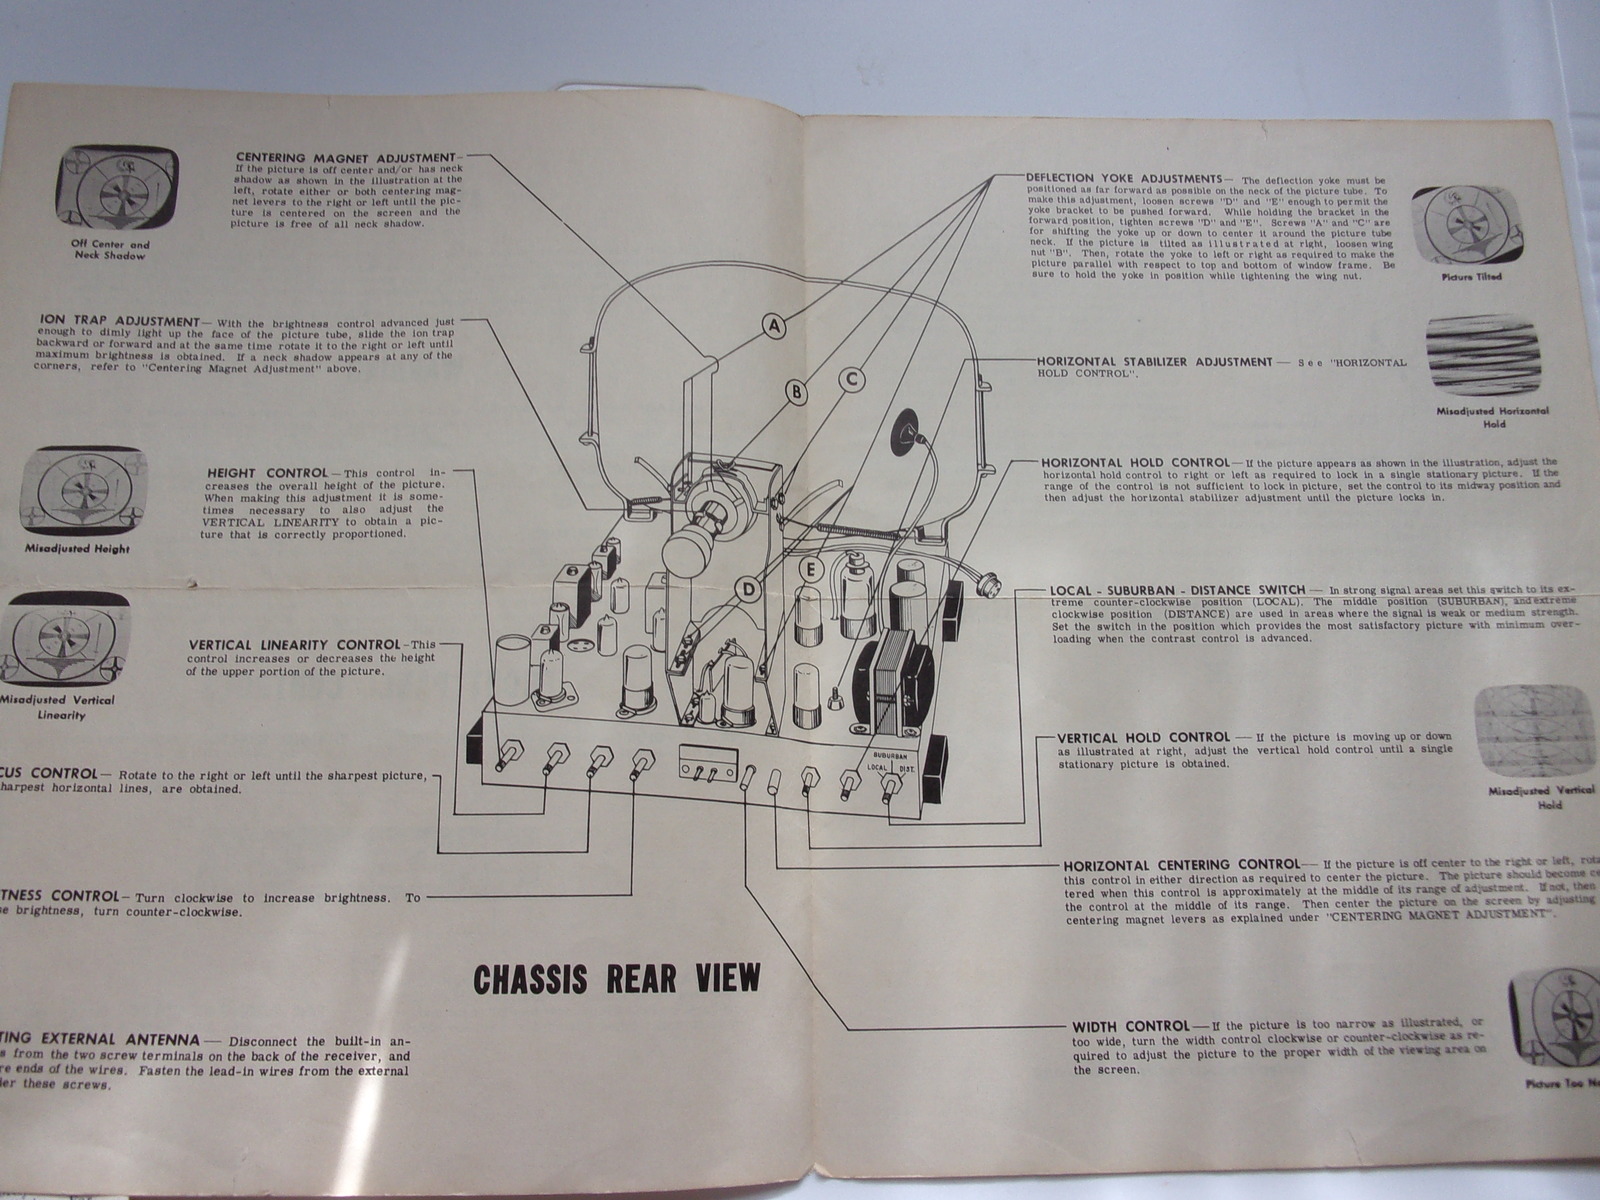 CENTERING MAGNET ADJUSTMENT—
If the picture is off center and/or has neck
shadow as shown in the illustration at the
left, rotate either or both centering mag-
net levers to the right or left until the pic-
ture is centered on the screen and the
picture is free of all neck shadow.
Off Center and
Neck Shadow
ION TRAP ADJUSTMENT— With the brightness control advanced just
enough to dimly light up the face of the picture tube, slide the ion trap
backward or forward and at the same time rotate it to the right or left until
maximum brightness is obtained. If a neck shadow appears at any of the
corners, refer to "Centering Magnet Adjustment" above.
HEIGHT CONTROL—This control in-
creases the overall height of the picture.
When making this adjustment it is some-
times necessary to also adjust the
VERTICAL LINEARITY to obtain a pic-
ture that is correctly proportioned.
Misadjusted Height
VERTICAL LINEARITY CONTROL-This
control increases or decreases the height
of the upper portion of the picture.
Misadjusted Vertical
Linearity
CUS CONTROL— Rotate to the right or left until the sharpest picture,
harpest horizontal lines, are obtained.
TNESS CONTROL— Turn clockwise to increase brightness. To
se brightness, turn counter-clockwise.
CHASSIS REAR VIEW
TING EXTERNAL ANTENNA — Disconnect the built-in an-
s from the two screw terminals on the back of the receiver, and
re ends of the wires. Fasten the lead-in wires from the external
der these screws.
A
B
C
D
E
SUBURBAN
LOCAL
DIST.
DEFLECTION YOKE ADJUSTMENTS— The deflection yoke must be
positioned as far forward as possible on the neck of the picture tube. To
make this adjustment, loosen screws "D" and "E" enough to permit the
yoke bracket to be pushed forward. While holding the bracket in the
forward position, tighten screws "D" and "E". Screws "A" and "C" are
for shifting the yoke up or down to center it around the picture tube
neck. If the picture is tilted as illustrated at right, loosen wing
nut "B". Then, rotate the yoke to left or right as required to make the
picture parallel with respect to top and bottom of window frame. Be
sure to hold the yoke in position while tightening the wing nut.
Picture Tilted
HORIZONTAL STABILIZER ADJUSTMENT — See "HORIZONTAL
HOLD CONTROL".
Misadjusted Horizontal
Hold
HORIZONTAL HOLD CONTROL—If the picture appears as shown in the illustration, adjust the
horizontal hold control to right or left as required to lock in a single stationary picture. If the
range of the control is not sufficient to lock in picture, set the control to its midway position and
then adjust the horizontal stabilizer adjustment until the picture locks in.
LOCAL - SUBURBAN - DISTANCE SWITCH — In strong signal areas set this switch to its ex-
treme counter-clockwise position (LOCAL). The middle position (SUBURBAN), and extreme
clockwise position (DISTANCE) are used in areas where the signal is weak or medium strength.
Set the switch in the position which provides the most satisfactory picture with minimum over-
loading when the contrast control is advanced.
VERTICAL HOLD CONTROL — If the picture is moving up or down
as illustrated at right, adjust the vertical hold control until a single
stationary picture is obtained.
Misadjusted Vertical
Hold
HORIZONTAL CENTERING CONTROL— If the picture is off center to the right or left, rota
this control in either direction as required to center the picture. The picture should become ce
tered when this control is approximately at the middle of its range of adjustment. If not, then
the control at the middle of its range. Then center the picture on the screen by adjusting
centering magnet levers as explained under "CENTERING MAGNET ADJUSTMENT".
WIDTH CONTROL—If the picture is too narrow as illustrated, or
too wide, turn the width control clockwise or counter-clockwise as re-
quired to adjust the picture to the proper width of the viewing area on
the screen.
Picture Too Na